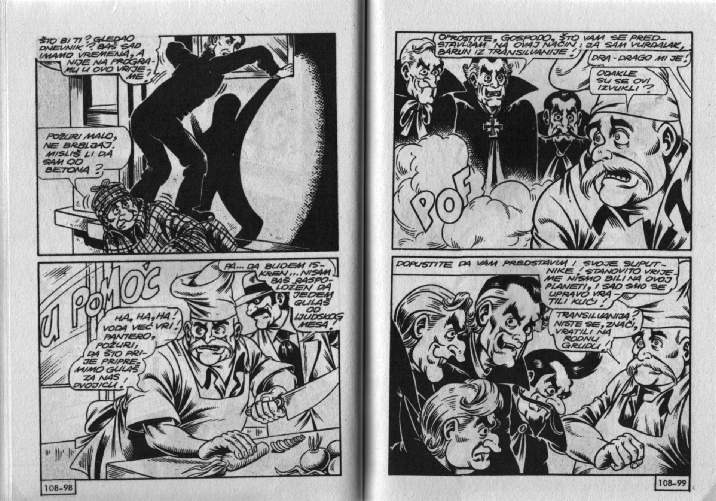 ŠTO BI TI? GLEDAO
DNEVNIK? BAŠ SAD
IMAMO VREMENA, A
NIJE NA PROGRA-
MU U OVO VRIJE-
ME!
POŽURI MALO,
NE BRBLJAJ.
MISLIŠ LI DA
SAM OD
BETONA?
U POMOĆ
PA... DA BUDEM IS-
KREN... NISAM
BAŠ RASPO-
LOŽEN DA
JEDEM
GULAŠ
OD
LJUDSKOG
MESA!
HA, HA, HA!
VODA VEĆ VRI!
PANTERO,
POŽURI,
DA ŠTO PRI-
JE PRIPRE-
MIMO GULAŠ
ZA NAS
DVOJICU!
108-98
OPROSTITE, GOSPODO, ŠTO VAM SE PRED-
STAVLJAM NA OVAJ NAČIN: JA SAM VURDALAK,
BARUN IZ TRANSILVANIJE!
DRA-DRAGO MI JE!
ODAKLE
SU SE OVI
IZVUKLI?
POF
DOPUSTITE DA VAM PREDSTAVIM I SVOJE SUPUT-
NIKE! STANOVITO VRIJE-
ME NISMO BILI NA OVOJ
PLANETI, I SAD SMO SE
UPRAVO VRA-
TILI KUĆI!
TRANSILVANIJA?
NISTE SE, ZNAČI,
VRATILI NA
RODNU
GRUDU!
108-99